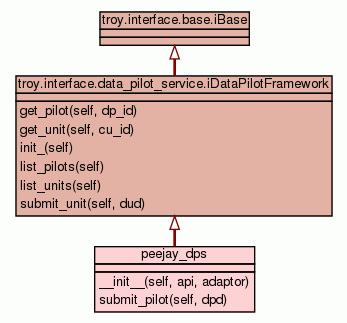 troy.interface.base.iBase
troy.interface.data_pilot_service.iDataPilotFramework
get_pilot(self, dp_id)
get_unit(self, cu_id)
init_(self)
list_pilots(self)
list_units(self)
submit_unit(self, dud)
peejay_dps
__init__(self, api, adaptor)
submit_pilot(self, dpd)